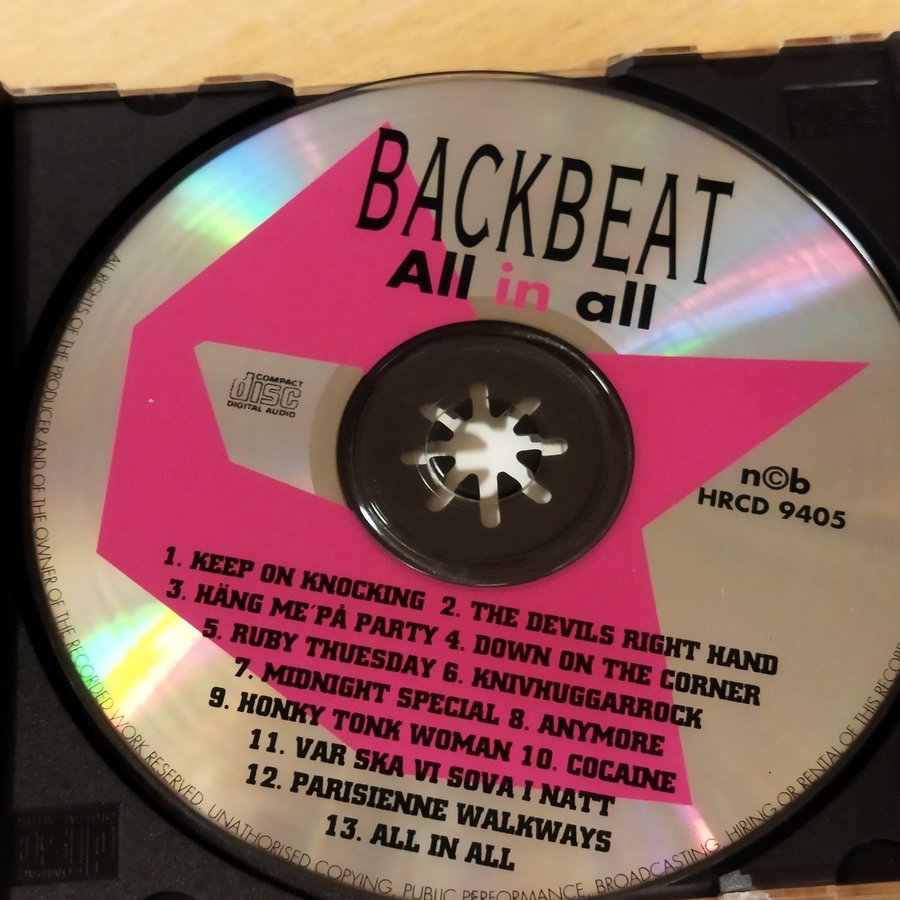 BACKBEAT
All in all
COMPACT
disc
DIGITAL AUDIO
n©b
HRCD 9405
1. KEEP ON KNOCKING 2. THE DEVILS RIGHT HAND
3. HÄNG ME´PÅ PARTY 4. DOWN ON THE CORNER
5. RUBY THUESDAY 6. KNIVHUGGARROCK
7. MIDNIGHT SPECIAL 8. ANYMORE
9. HONKY TONK WOMAN 10. COCAINE
11. VAR SKA VI SOVA I NATT
12. PARISIENNE WALKWAYS
13. ALL IN ALL
ALL RIGHTS OF THE PRODUCER AND OF THE OWNER OF THE RECORDED WORK RESERVED. UNATHORISED COPYING, PUBLIC PERFORMANCE, BROADCASTING, HIRING OR RENTAL OF THIS